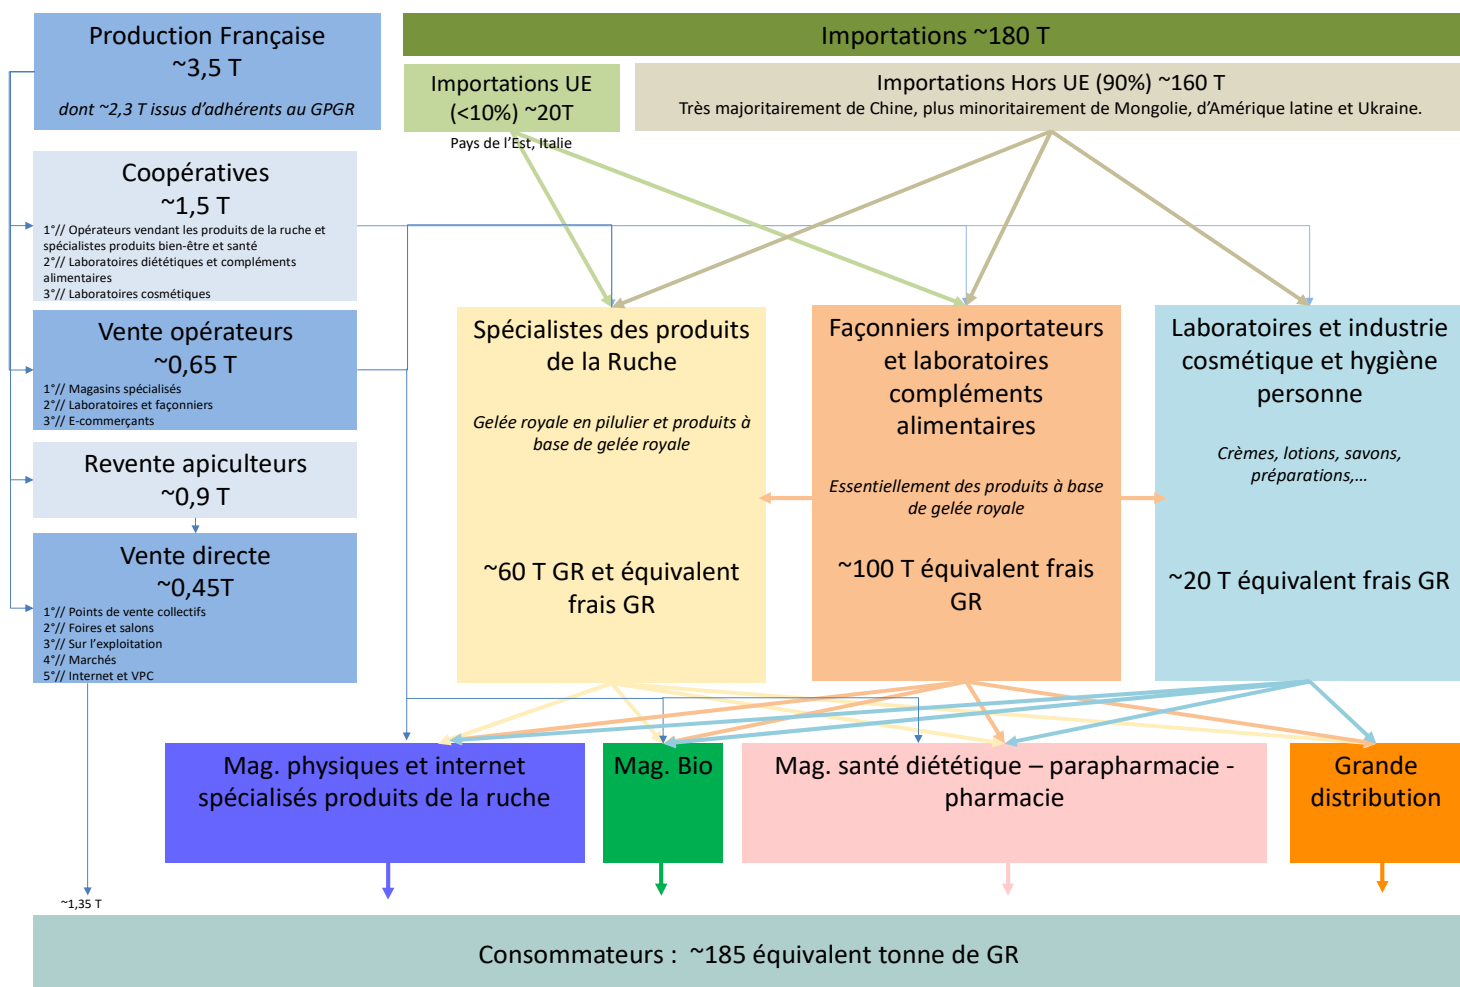 Production Française
~3,5 T
dont ~2,3 T issus d’adhérents au GPGR
Importations ~180 T
Importations UE
(<10%) ~20T
Pays de l’Est, Italie
Importations Hors UE (90%) ~160 T
Très majoritairement de Chine, plus minoritairement de Mongolie, d’Amérique latine et Ukraine.
Coopératives
~1,5 T
1°// Opérateurs vendant les produits de la ruche et
spécialistes produits bien-être et santé
2°// Laboratoires diététiques et compléments
alimentaires
3°// Laboratoires cosmétiques
Vente opérateurs
~0,65 T
1°// Magasins spécialisés
2°// Laboratoires et façonniers
3°// E-commerçants
Revente apiculteurs
~0,9 T
Vente directe
~0,45T
1°// Points de vente collectifs
2°// Foires et salons
3°// Sur l’exploitation
4°// Marchés
5°// Internet et VPC
Spécialistes des produits
de la Ruche
Gelée royale en pilulier et produits à
base de gelée royale
~60 T GR et équivalent
frais GR
Façonniers importateurs
et laboratoires
compléments
alimentaires
Essentiellement des produits à base
de gelée royale
~100 T équivalent frais
GR
Laboratoires et industrie
cosmétique et hygiène
personne
Crèmes, lotions, savons,
préparations,…
~20 T équivalent frais GR
Mag. physiques et internet
spécialisés produits de la ruche
Mag. Bio
Mag. santé diététique – parapharmacie -
pharmacie
Grande
distribution
~1,35 T
Consommateurs :  ~185 équivalent tonne de GR